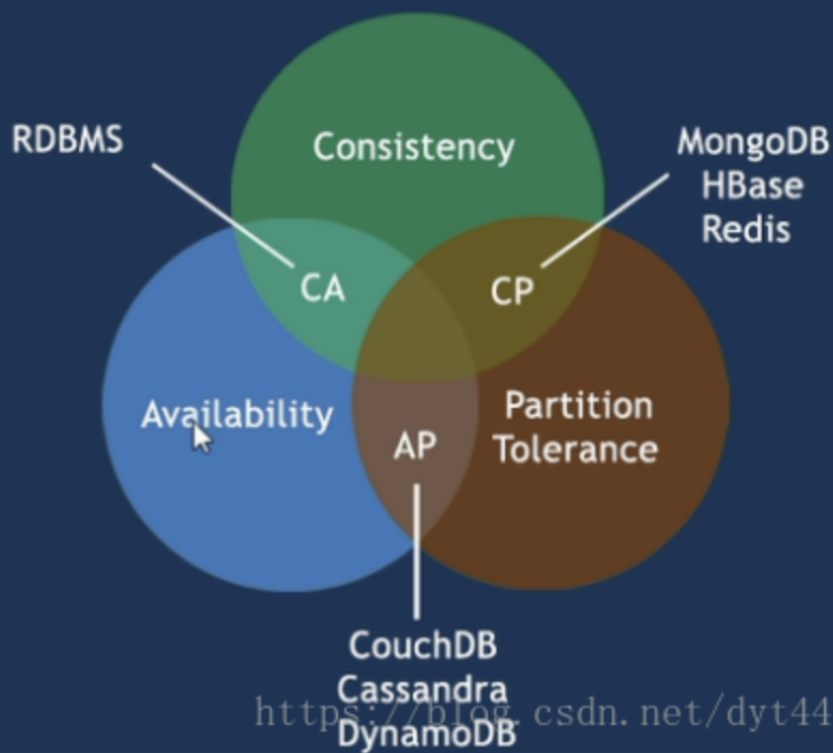 Consistency
RDBMS
MongoDB
HBase
Redis
CA
CP
Availability
Partition
Tolerance
AP
CouchDB
Cassandra
DynamoDB
https://blog.csdn.net/dyt44